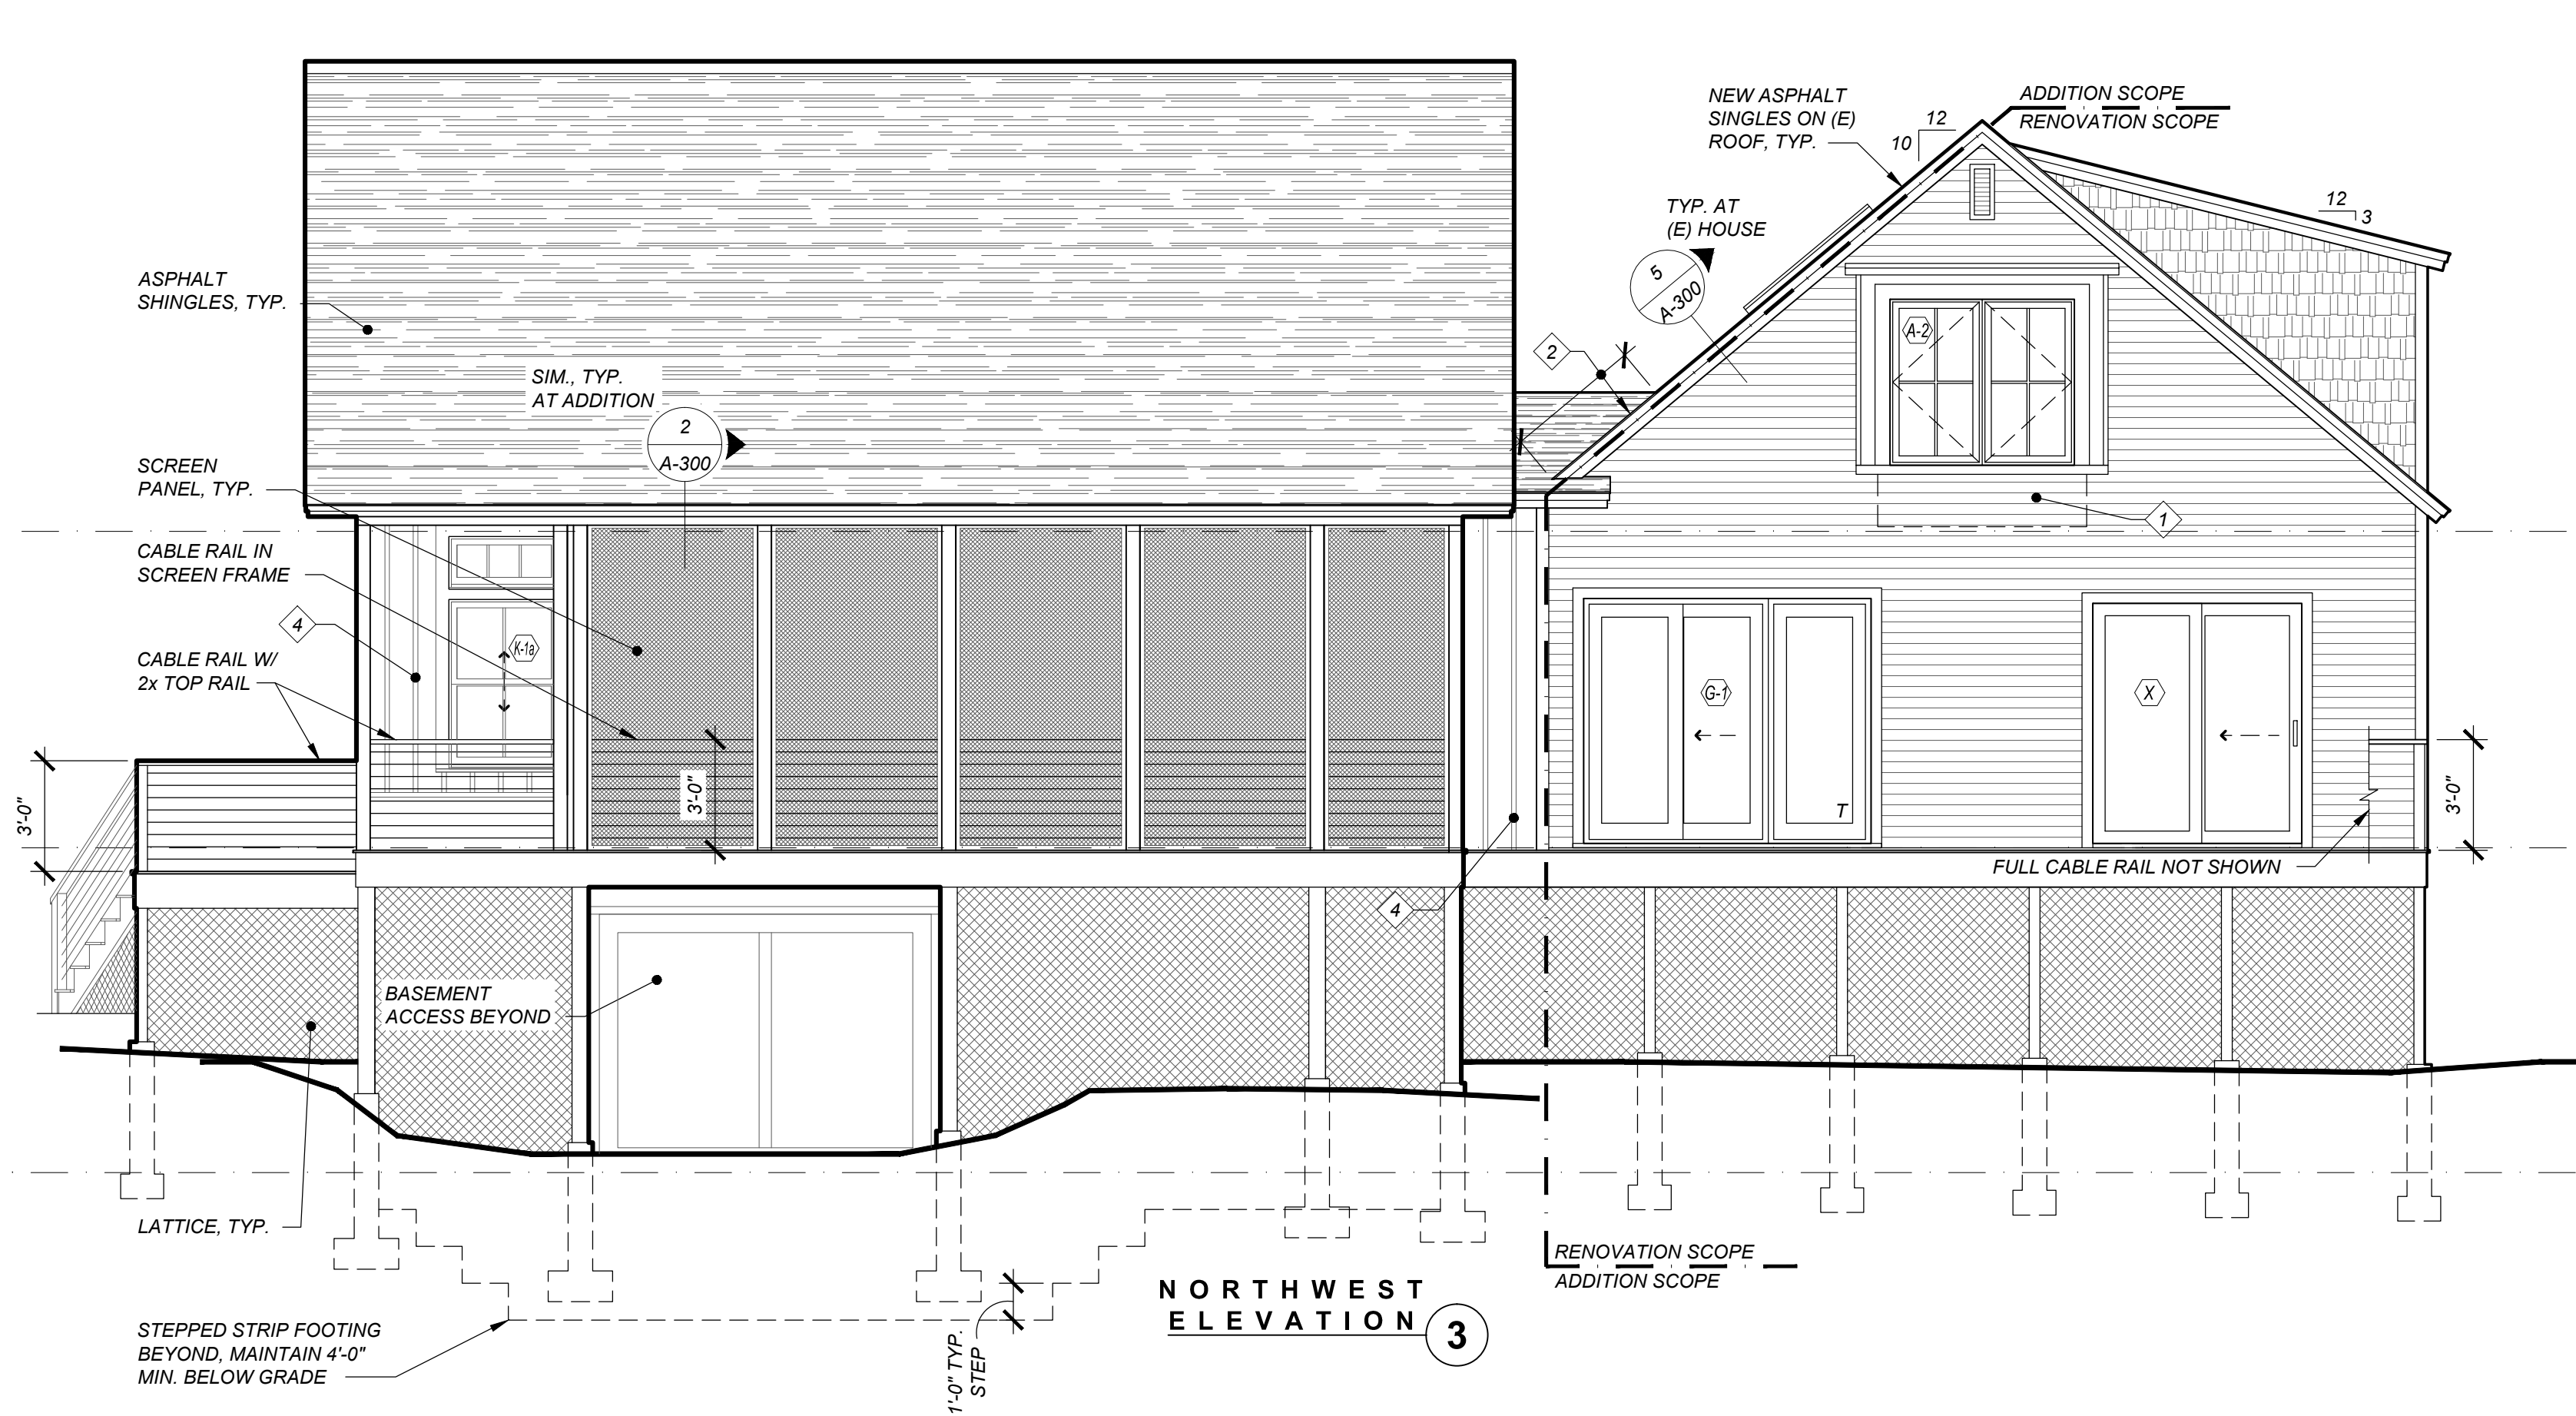 NEW ASPHALT
SINGLES ON (E)
ROOF, TYP.
12
10
ADDITION SCOPE
RENOVATION SCOPE
12
3
TYP. AT
(E) HOUSE
5
A-300
ASPHALT
SHINGLES, TYP.
2
A-2
SIM., TYP.
AT ADDITION
2
A-300
SCREEN
PANEL, TYP.
1
CABLE RAIL IN
SCREEN FRAME
4
K-1a
CABLE RAIL W/
2x TOP RAIL
G-1
X
3'-0"
3'-0"
3'-0"
T
FULL CABLE RAIL NOT SHOWN
4
BASEMENT
ACCESS BEYOND
LATTICE, TYP.
RENOVATION SCOPE
ADDITION SCOPE
NORTHWEST
ELEVATION
3
STEPPED STRIP FOOTING
BEYOND, MAINTAIN 4'-0"
MIN. BELOW GRADE
1'-0" TYP.
STEP